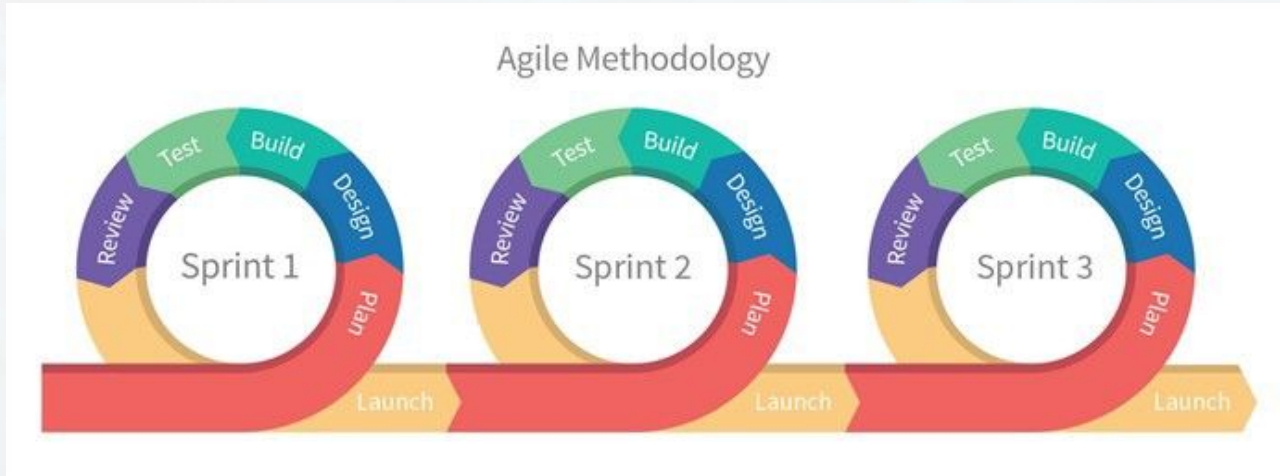 Agile Methodology
Sprint 1
Plan
Design
Build
Test
Review
Launch
Sprint 2
Plan
Design
Build
Test
Review
Launch
Sprint 3
Plan
Design
Build
Test
Review
Launch